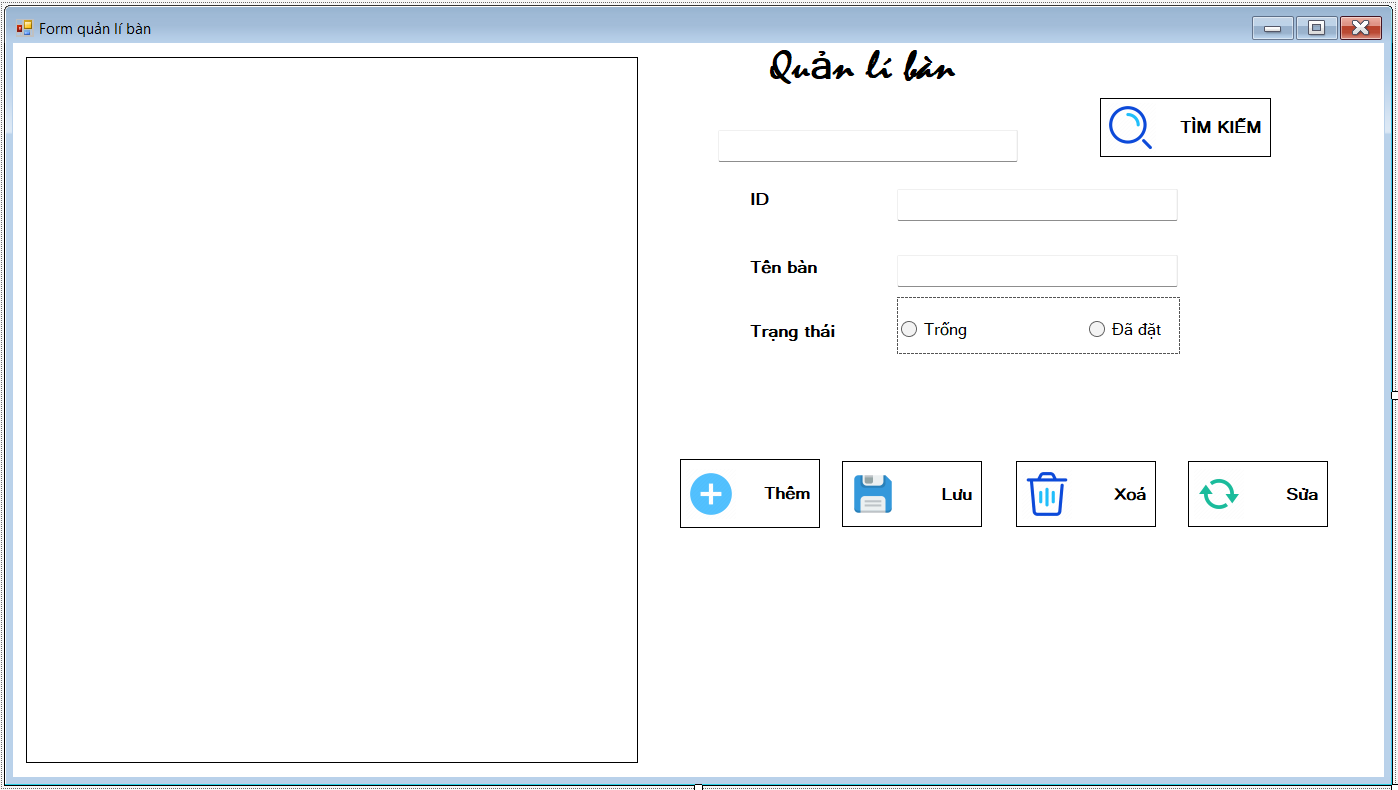 Form quản lí bàn
Quản lí bàn
TÌM KIẾM
ID
Tên bàn
Trạng thái
Trống
Đã đặt
Thêm
Lưu
Xoá
Sửa